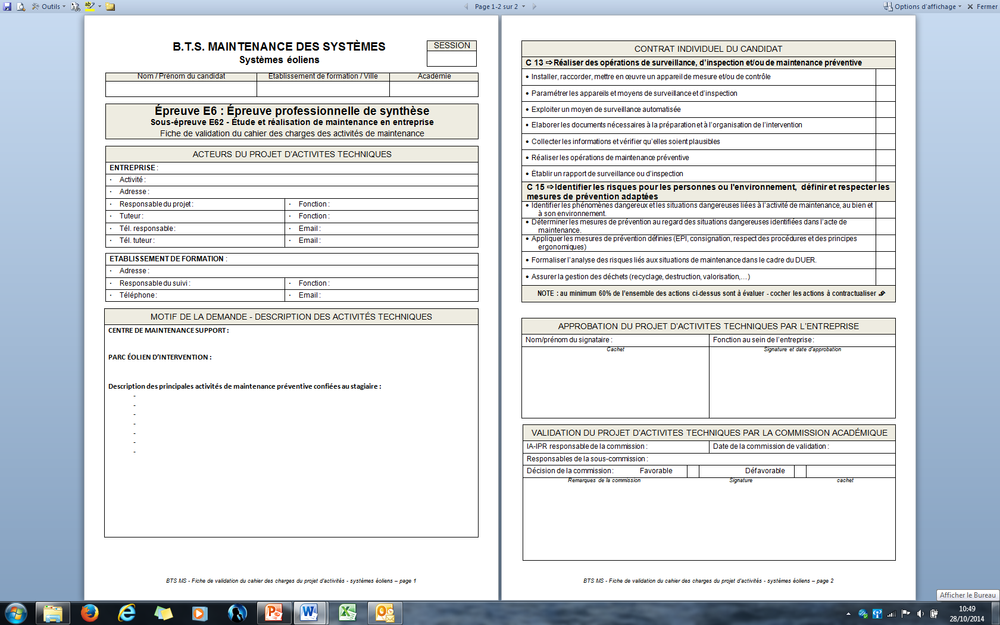 Outils
Page 1-2 sur 2
Options d'affichage
Fermer
B.T.S. MAINTENANCE DES SYSTÈMES
Systèmes éoliens
SESSION
Nom / Prénom du candidat
Etablissement de formation / Ville
Académie
Épreuve E6 : Épreuve professionnelle de synthèse
Sous-épreuve E62 - Étude et réalisation de maintenance en entreprise
Fiche de validation du cahier des charges des activités de maintenance
ACTEURS DU PROJET D'ACTIVITES TECHNIQUES
ENTREPRISE :
· Activité :
· Adresse :
· Responsable du projet : · Fonction :
· Tuteur : · Fonction :
· Tél. responsable : · Email :
· Tél. tuteur : · Email :
ETABLISSEMENT DE FORMATION :
· Adresse :
· Responsable du suivi : · Fonction :
· Téléphone : · Email :
MOTIF DE LA DEMANDE - DESCRIPTION DES ACTIVITÉS TECHNIQUES
CENTRE DE MAINTENANCE SUPPORT :
PARC ÉOLIEN D'INTERVENTION :
Description des principales activités de maintenance préventive confiées au stagiaire :
-
-
-
-
-
-
-
BTS MS - Fiche de validation du cahier des charges du projet d'activités - systèmes éoliens – page 1
CONTRAT INDIVIDUEL DU CANDIDAT
C 13 ⇨ Réaliser des opérations de surveillance, d'inspection et/ou de maintenance préventive
• Installer, raccorder, mettre en œuvre un appareil de mesure et/ou de contrôle
• Paramétrer les appareils et moyens de surveillance et d'inspection
• Exploiter un moyen de surveillance automatisée
• Elaborer les documents nécessaires à la préparation et à l'organisation de l'intervention
• Collecter les informations et vérifier qu'elles soient plausibles
• Réaliser les opérations de maintenance préventive
• Établir un rapport de surveillance ou d'inspection
C 15 ⇨ Identifier les risques pour les personnes ou l'environnement, définir et respecter les
mesures de prévention adaptées
• Identifier les phénomènes dangereux et les situations dangereuses liées à l'activité de maintenance, au bien et
à son environnement.
• Déterminer les mesures de prévention au regard des situations dangereuses identifiées dans l'acte de
maintenance.
• Appliquer les mesures de prévention définies (EPI, consignation, respect des procédures et des principes
ergonomiques)
• Formaliser l'analyse des risques liés aux situations de maintenance dans le cadre du DUER.
• Assurer la gestion des déchets (recyclage, destruction, valorisation,…)
NOTE : au minimum 60% de l'ensemble des actions ci-dessus sont à évaluer - cocher les actions à contractualiser
APPROBATION DU PROJET D'ACTIVITES TECHNIQUES PAR L'ENTREPRISE
Nom/prénom du signataire : Fonction au sein de l'entreprise :
Cachet Signature et date d'approbation
VALIDATION DU PROJET D'ACTIVITES TECHNIQUES PAR LA COMMISSION ACADÉMIQUE
IA-IPR responsable de la commission : Date de la commission de validation :
Responsables de la sous-commission :
Décision de la commission : Favorable Défavorable
Remarques de la commission Signature cachet
BTS MS - Fiche de validation du cahier des charges du projet d'activités - systèmes éoliens – page 2
Afficher le Bureau
10:49
28/10/2014